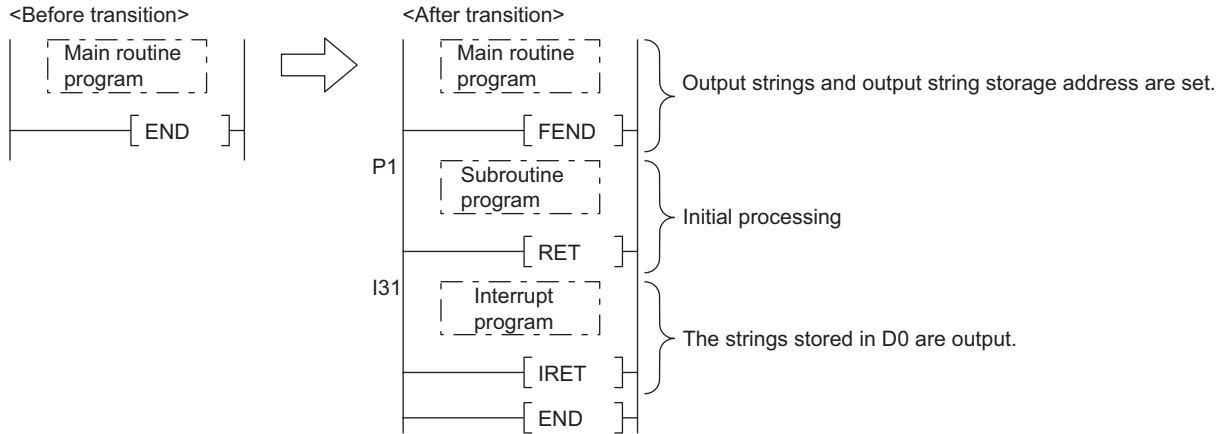 <Before transition>
Main routine
program
END
<After transition>
Main routine
program
FEND
Output strings and output string storage address are set.
P1
Subroutine
program
RET
Initial processing
I31
Interrupt
program
IRET
The strings stored in D0 are output.
END